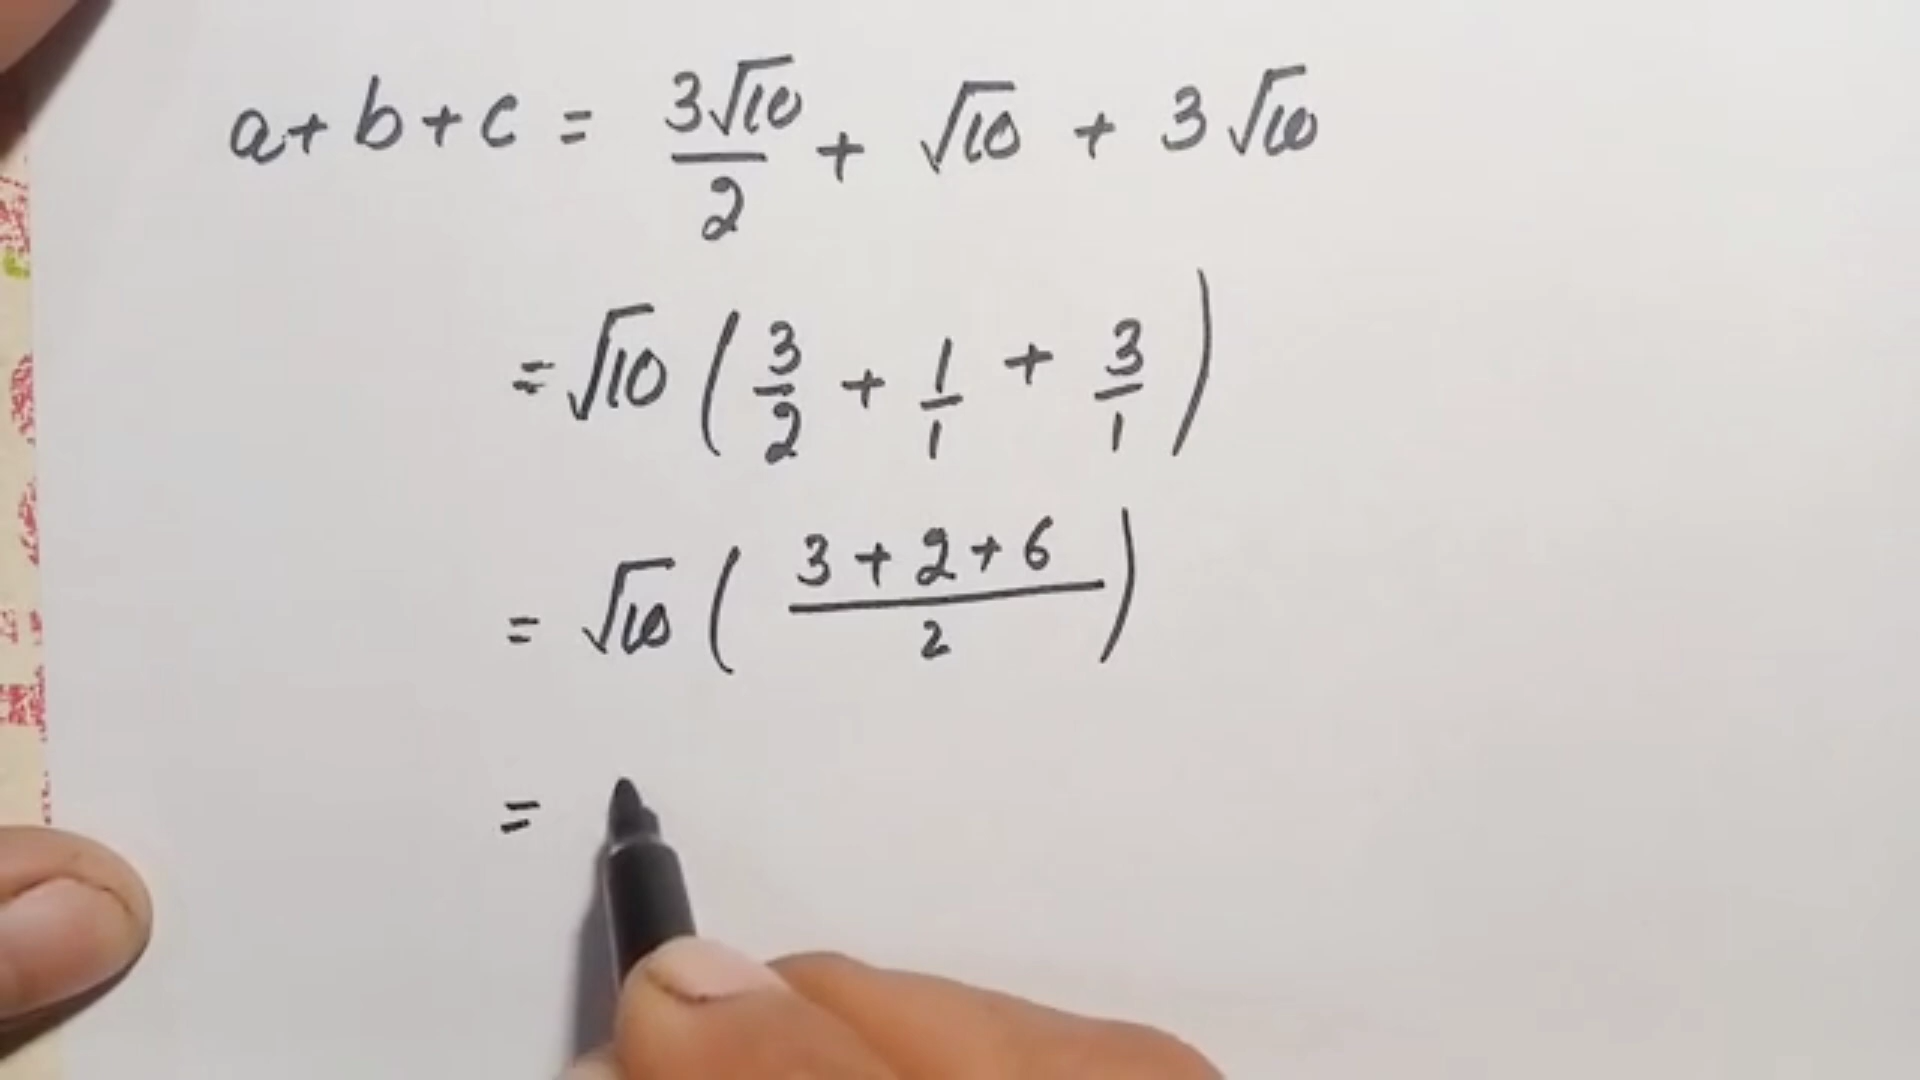 a+b+c = 3√10/2 + √10 + 3√10
= √10 ( 3/2 + 1/1 + 3/1 )
= √10 ( 3+2+6 / 2 )
=